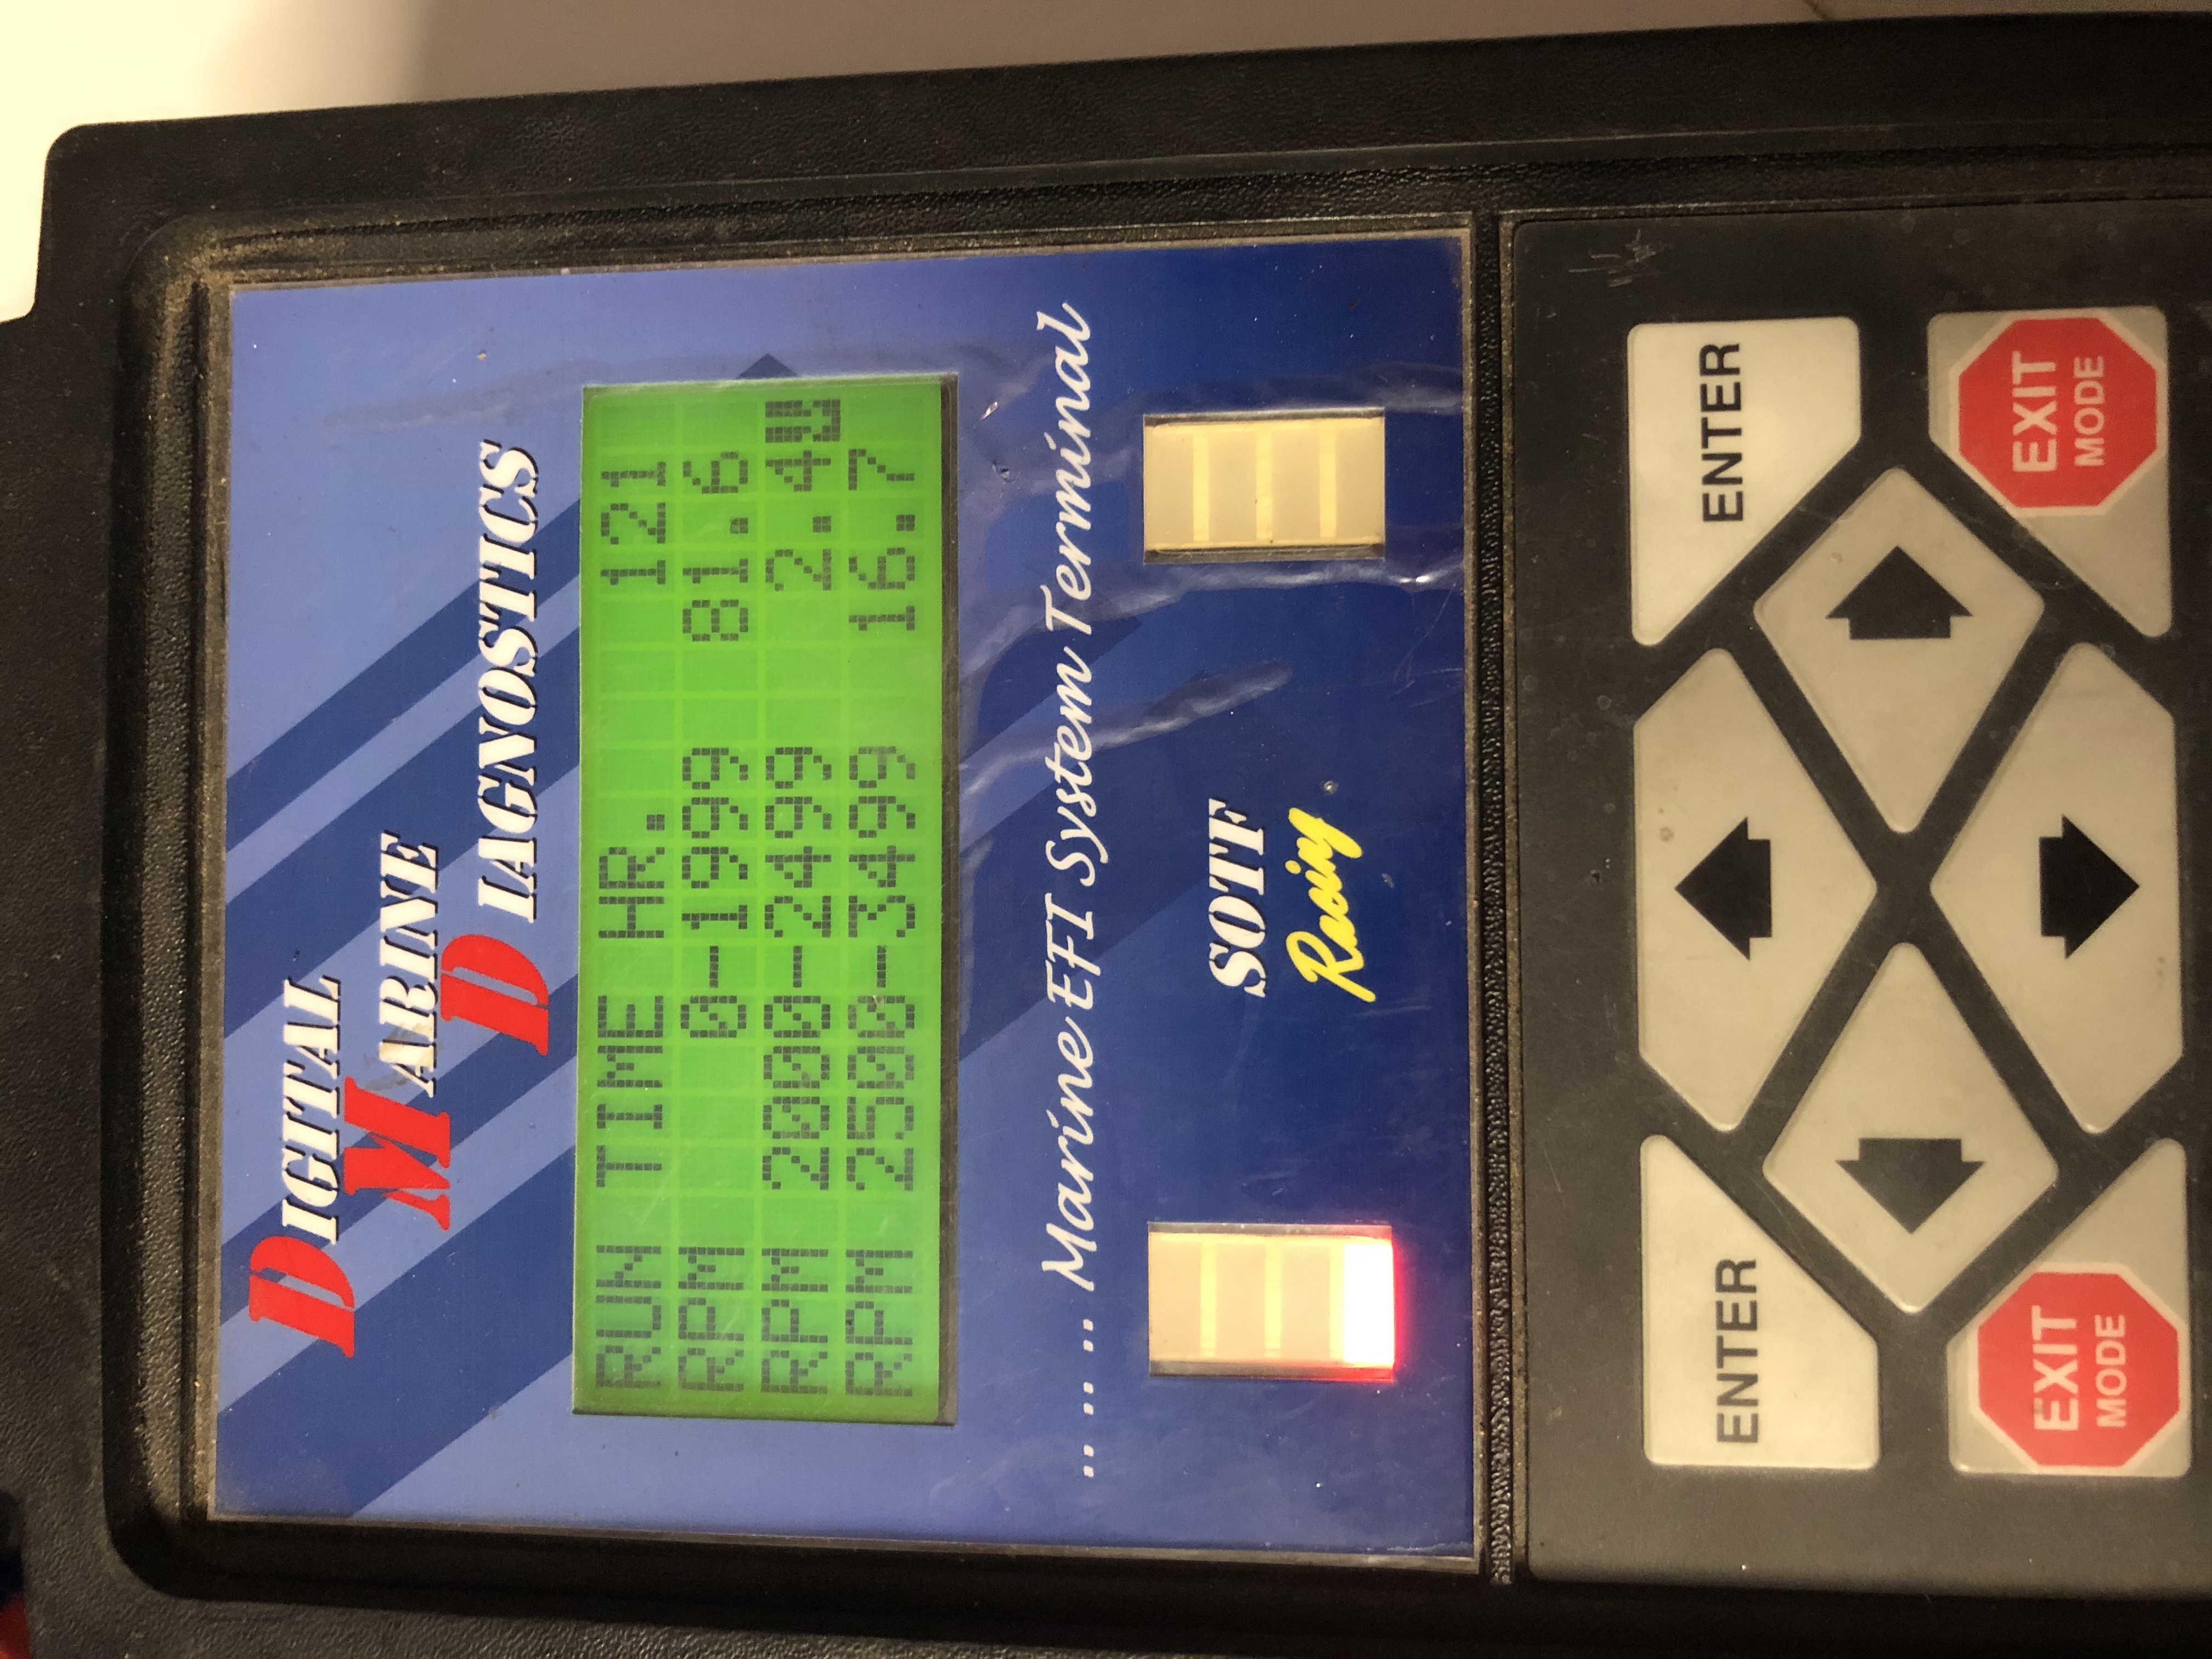 DIGITAL
MARINE
DIAGNOSTICS
RUN TIME HR. 121
RPM 0-1999 81.6
RPM 2000-2499 2.4
RPM 2500-3499 16.7
.. .. .. .. Marine EFI System Terminal
SOTF
Racing
ENTER ENTER
EXIT MODE EXIT MODE